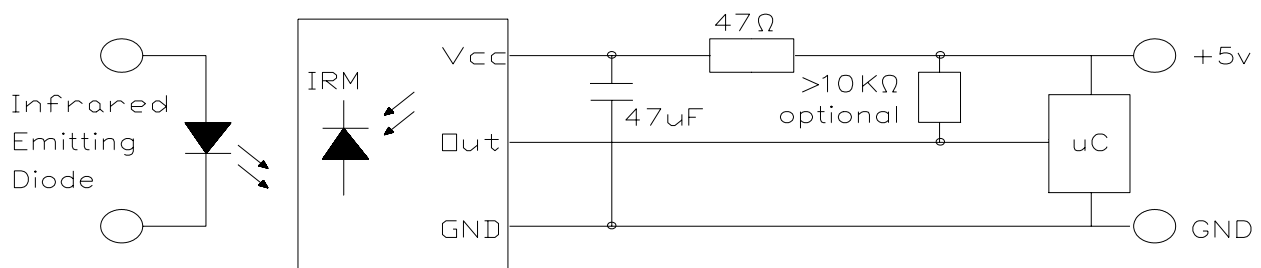 47Ω
Vcc
+5v
IRM
>10KΩ
optional
Infrared
Emitting
Diode
47uF
Out
uC
GND
GND